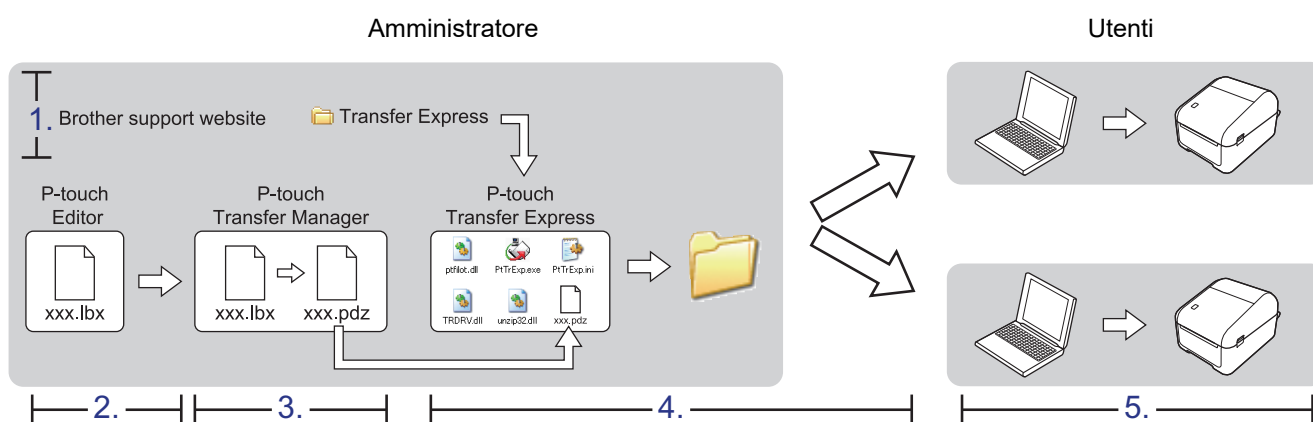 Amministratore
Utenti
1. Brother support website
Transfer Express
P-touch
Editor
xxx.lbx
P-touch
Transfer Manager
xxx.lbx
xxx.pdz
P-touch
Transfer Express
ptfilot.dll
PtTrExp.exe
PtTrExp.ini
TRDRV.dll
unzip32.dll
xxx.pdz
2.
3.
4.
5.